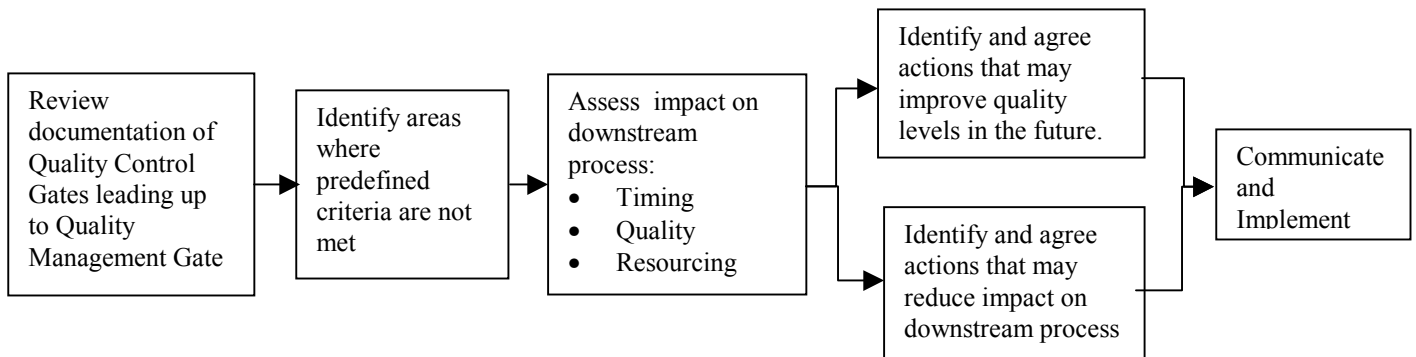 Review
documentation of
Quality Control
Gates leading up
to Quality
Management Gate
Identify areas
where
predefined
criteria are not
met
Assess impact on
downstream
process:
• Timing
• Quality
• Resourcing
Identify and agree
actions that may
improve quality
levels in the future.
Identify and agree
actions that may
reduce impact on
downstream process
Communicate
and
Implement